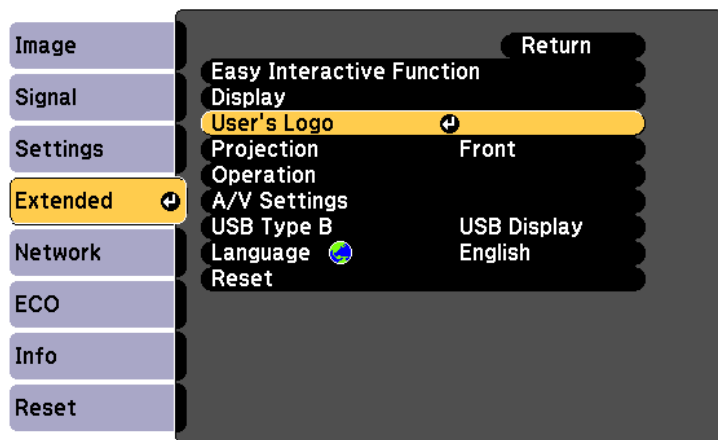 Image
Signal
Settings
Extended
Network
ECO
Info
Reset
Return
Easy Interactive Function
Display
User's Logo
Projection Front
Operation
A/V Settings
USB Type B USB Display
Language English
Reset